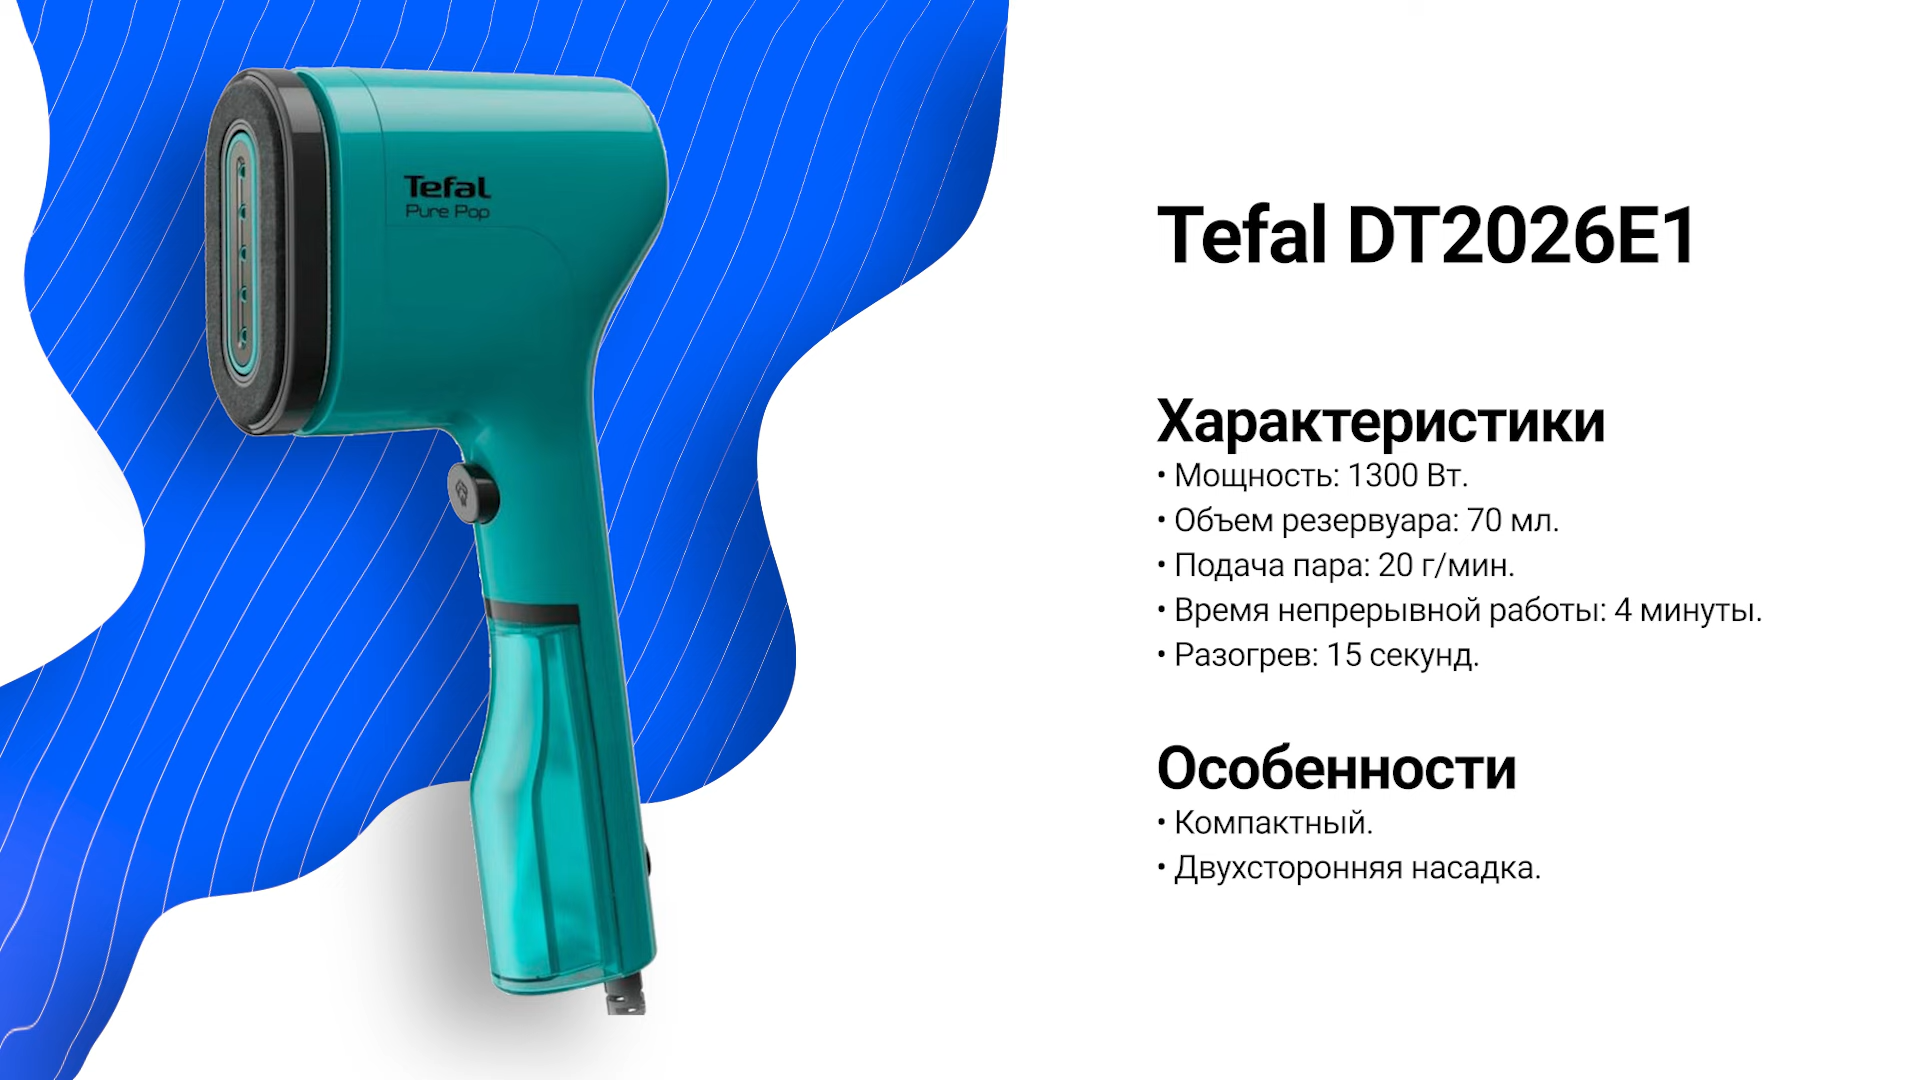 Tefal
Pure Pop
Tefal DT2026E1
Характеристики
• Мощность: 1300 Вт.
• Объем резервуара: 70 мл.
• Подача пара: 20 г/мин.
• Время непрерывной работы: 4 минуты.
• Разогрев: 15 секунд.
Особенности
• Компактный.
• Двухсторонняя насадка.